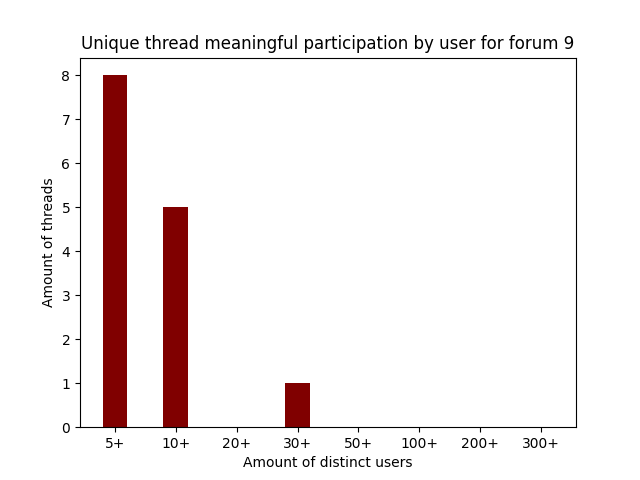 Unique thread meaningful participation by user for forum 9
8
7
6
5
4
3
2
1
0
Amount of threads
5+ 10+ 20+ 30+ 50+ 100+ 200+ 300+
Amount of distinct users